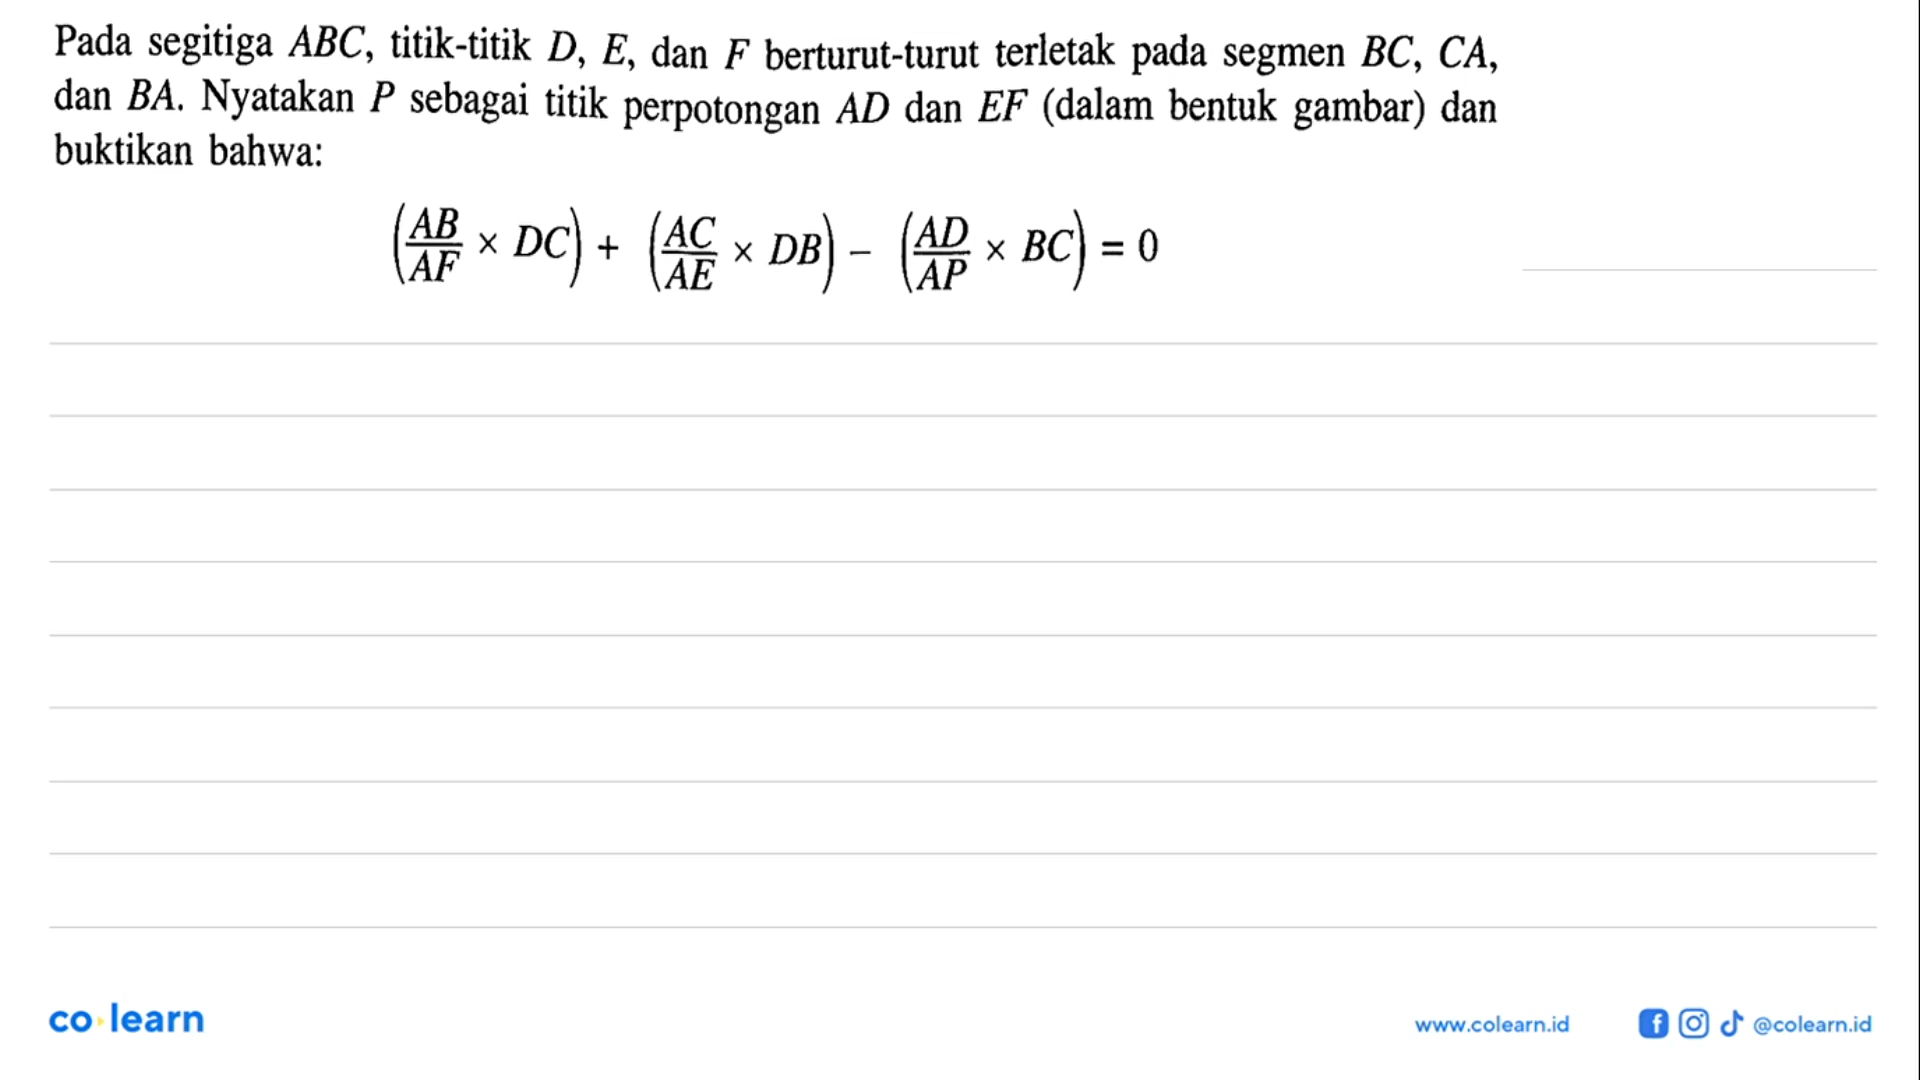 Pada segitiga ABC, titik-titik D, E, dan F berturut-turut terletak pada segmen BC, CA,
dan BA. Nyatakan P sebagai titik perpotongan AD dan EF (dalam bentuk gambar) dan
buktikan bahwa:
(AB/AF × DC) + (AC/AE × DB) − (AD/AP × BC) = 0
co learn
www.colearn.id
@colearn.id